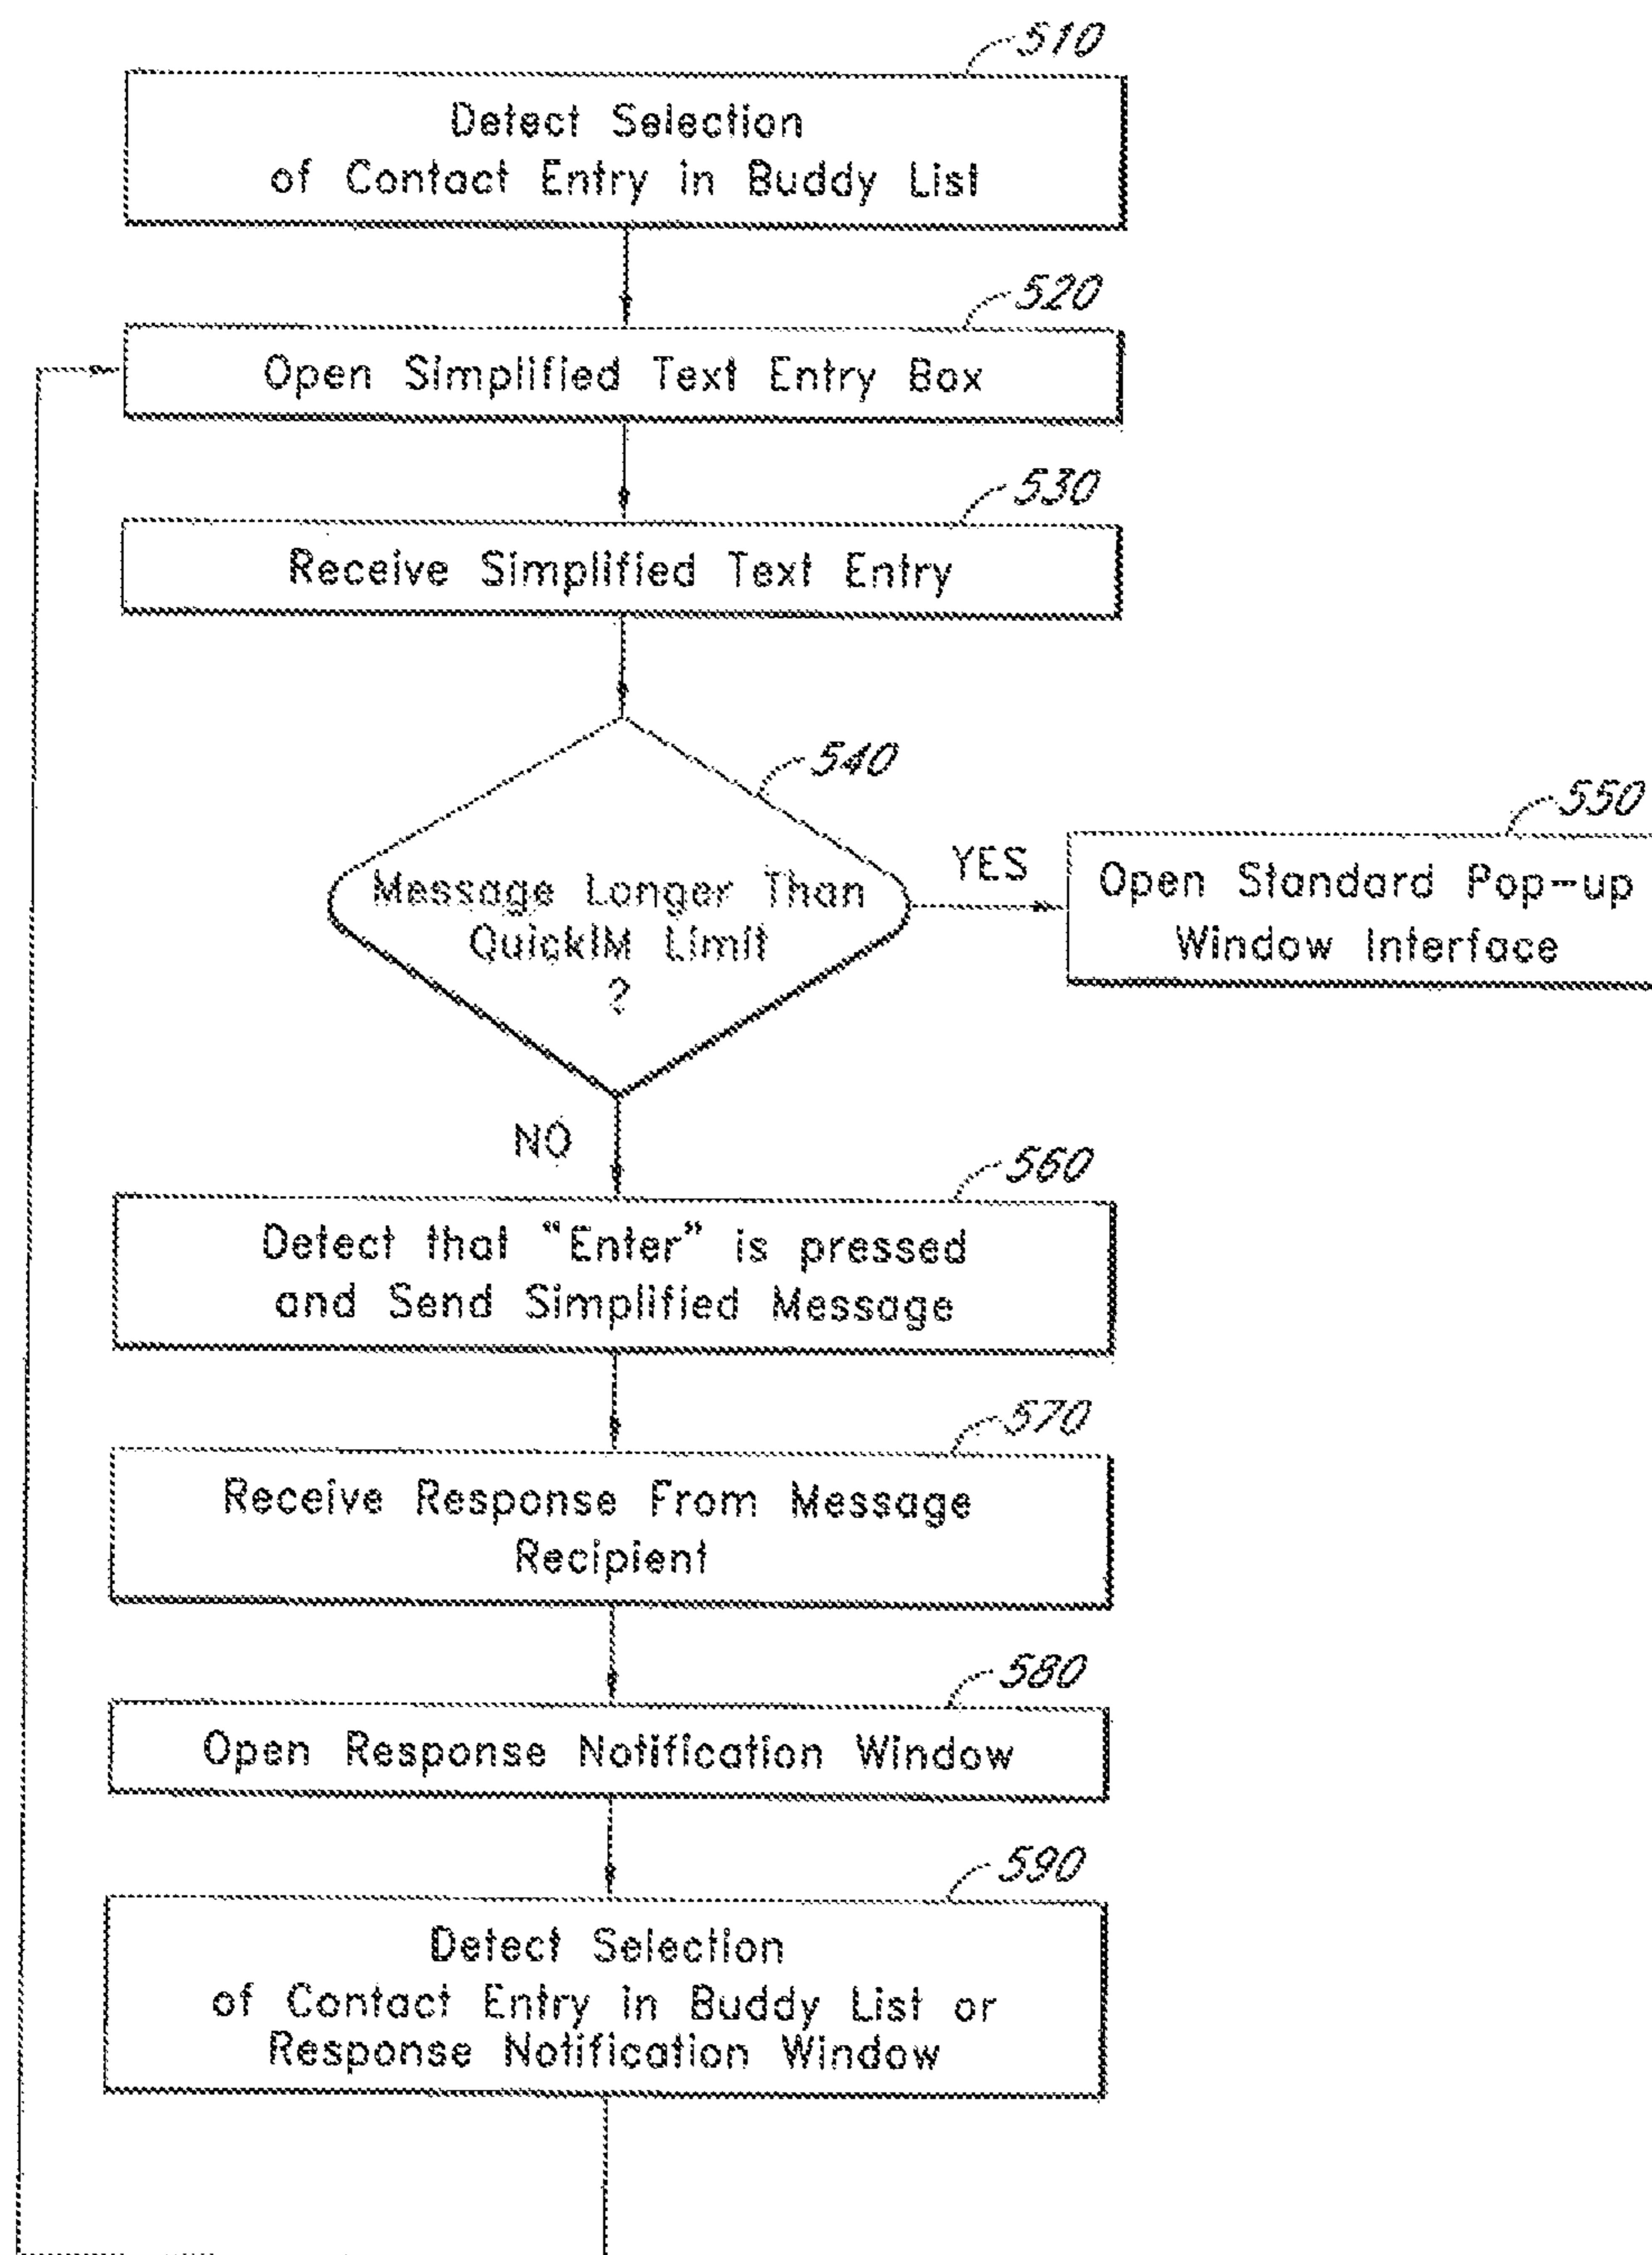 510
Detect Selection
of Contact Entry in Buddy List
520
Open Simplified Text Entry Box
530
Receive Simplified Text Entry
540
Message Longer Than
QuickIM Limit
?
YES
550
Open Standard Pop-up
Window Interface
NO
560
Detect that "Enter" is pressed
and Send Simplified Message
570
Receive Response From Message
Recipient
580
Open Response Notification Window
590
Detect Selection
of Contact Entry in Buddy List or
Response Notification Window